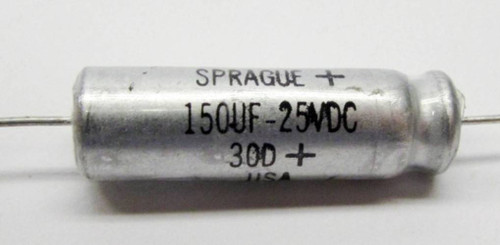 SPRAGUE +
150UF-25VDC
30D +
USA